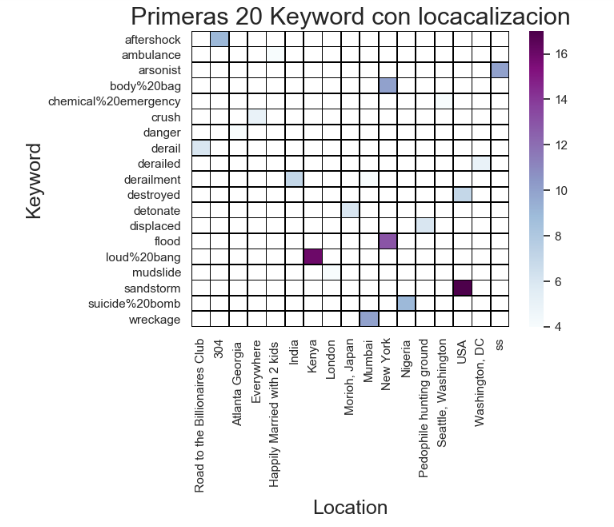 Primeras 20 Keyword con locacalizacion
Keyword
aftershock
ambulance
arsonist
body%20bag
chemical%20emergency
crush
danger
derail
derailed
derailment
destroyed
detonate
displaced
flood
loud%20bang
mudslide
sandstorm
suicide%20bomb
wreckage
16
14
12
10
8
6
4
Road to the Billionaires Club
304
Atlanta Georgia
Everywhere
Happily Married with 2 kids
India
Kenya
London
Morioh, Japan
Mumbai
New York
Nigeria
Pedophile hunting ground
Seattle, Washington
USA
Washington, DC
ss
Location